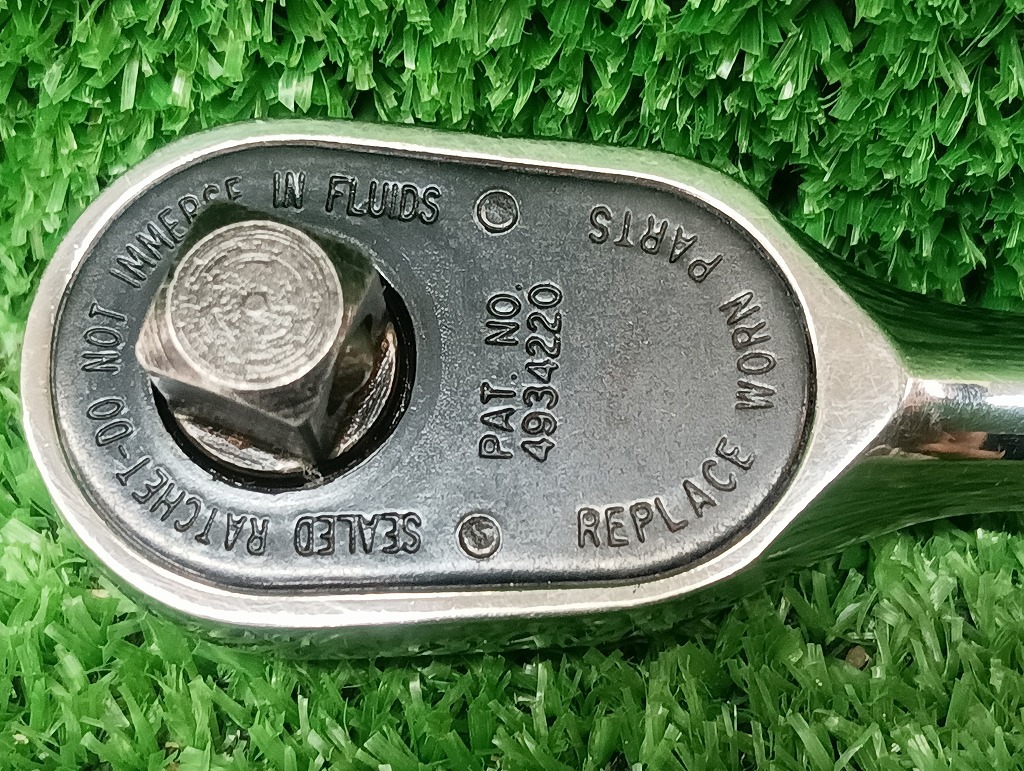 SEALED RATCHET-DO NOT IMMERSE IN FLUIDS
PAT. NO.
4934220
REPLACE WORN PARTS